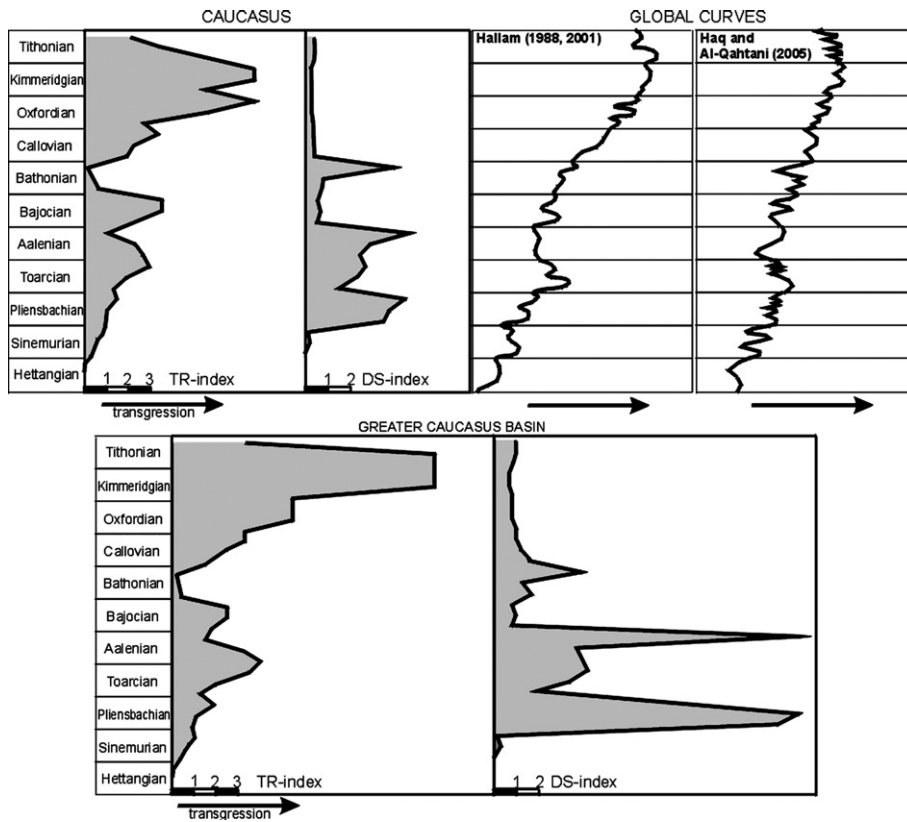 CAUCASUS
GLOBAL CURVES
Hallam (1988, 2001)
Haq and
Al-Qahtani (2005)
Tithonian
Kimmeridgian
Oxfordian
Callovian
Bathonian
Bajocian
Aalenian
Toarcian
Pliensbachian
Sinemurian
Hettangian
1 2 3 TR-index
1 2 DS-index
transgression
GREATER CAUCASUS BASIN
Tithonian
Kimmeridgian
Oxfordian
Callovian
Bathonian
Bajocian
Aalenian
Toarcian
Pliensbachian
Sinemurian
Hettangian
1 2 3 TR-index
1 2 DS-index
transgression